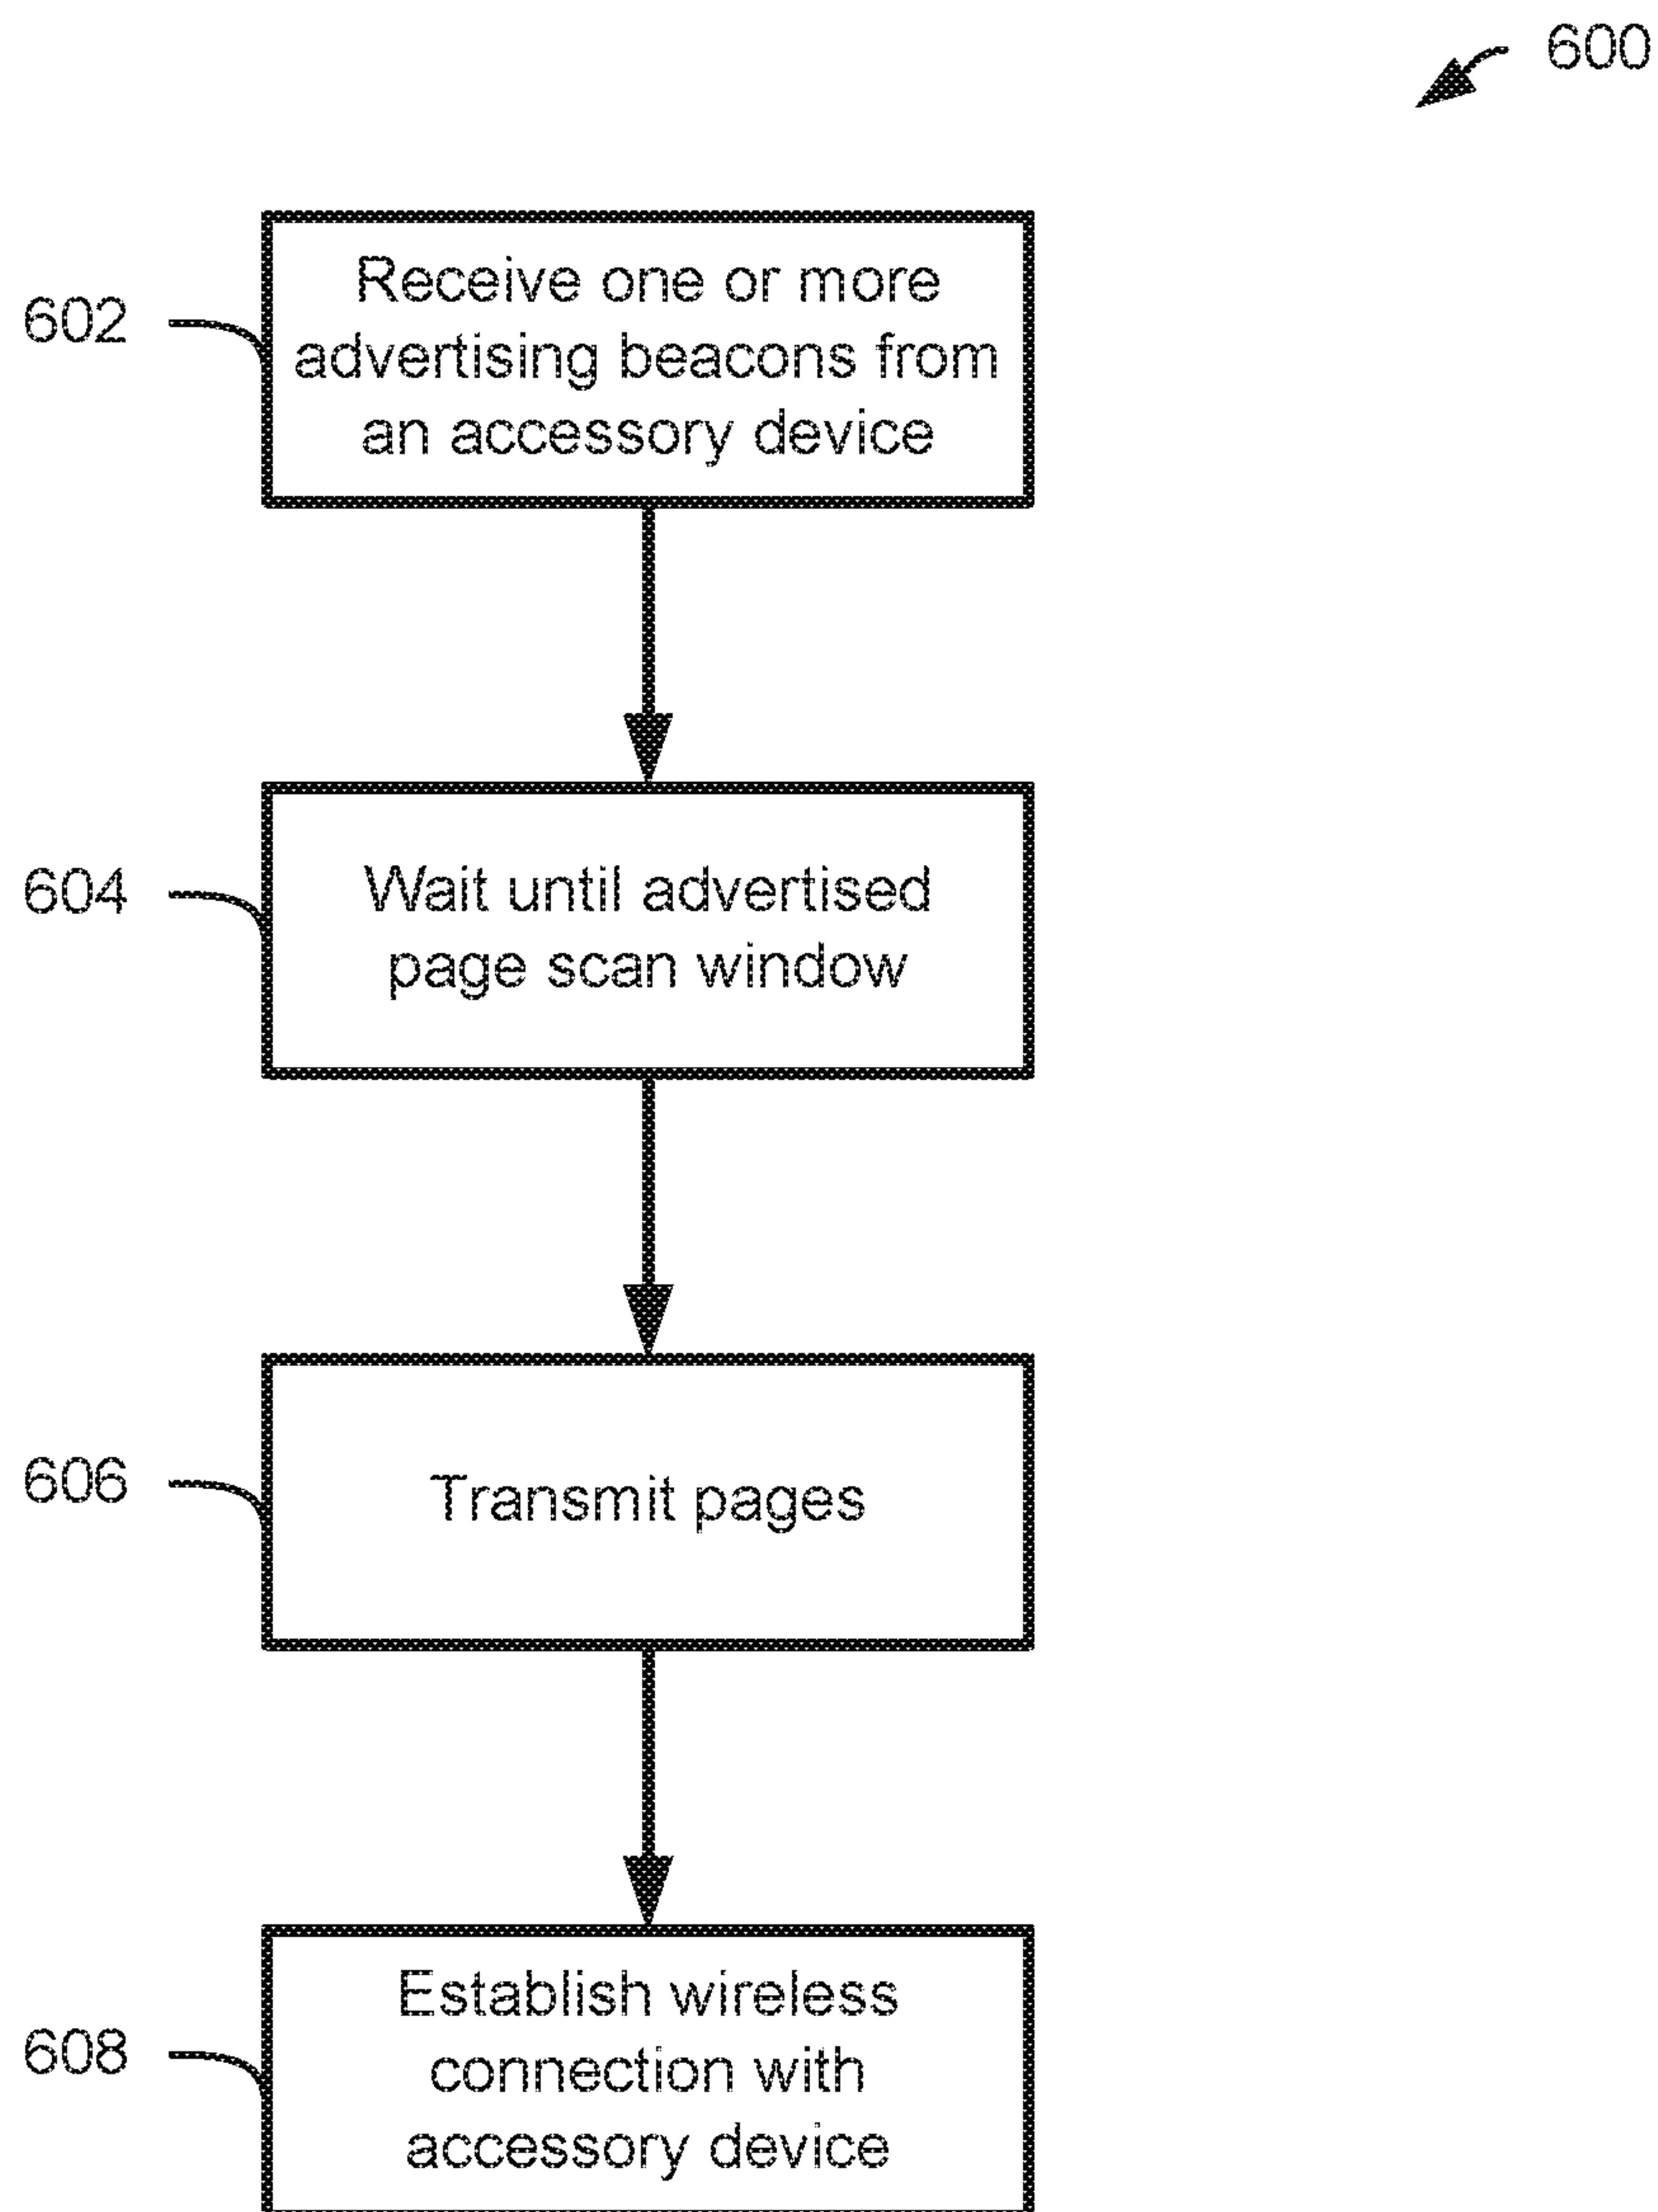 600
602
Receive one or more
advertising beacons from
an accessory device
604
Wait until advertised
page scan window
606
Transmit pages
608
Establish wireless
connection with
accessory device